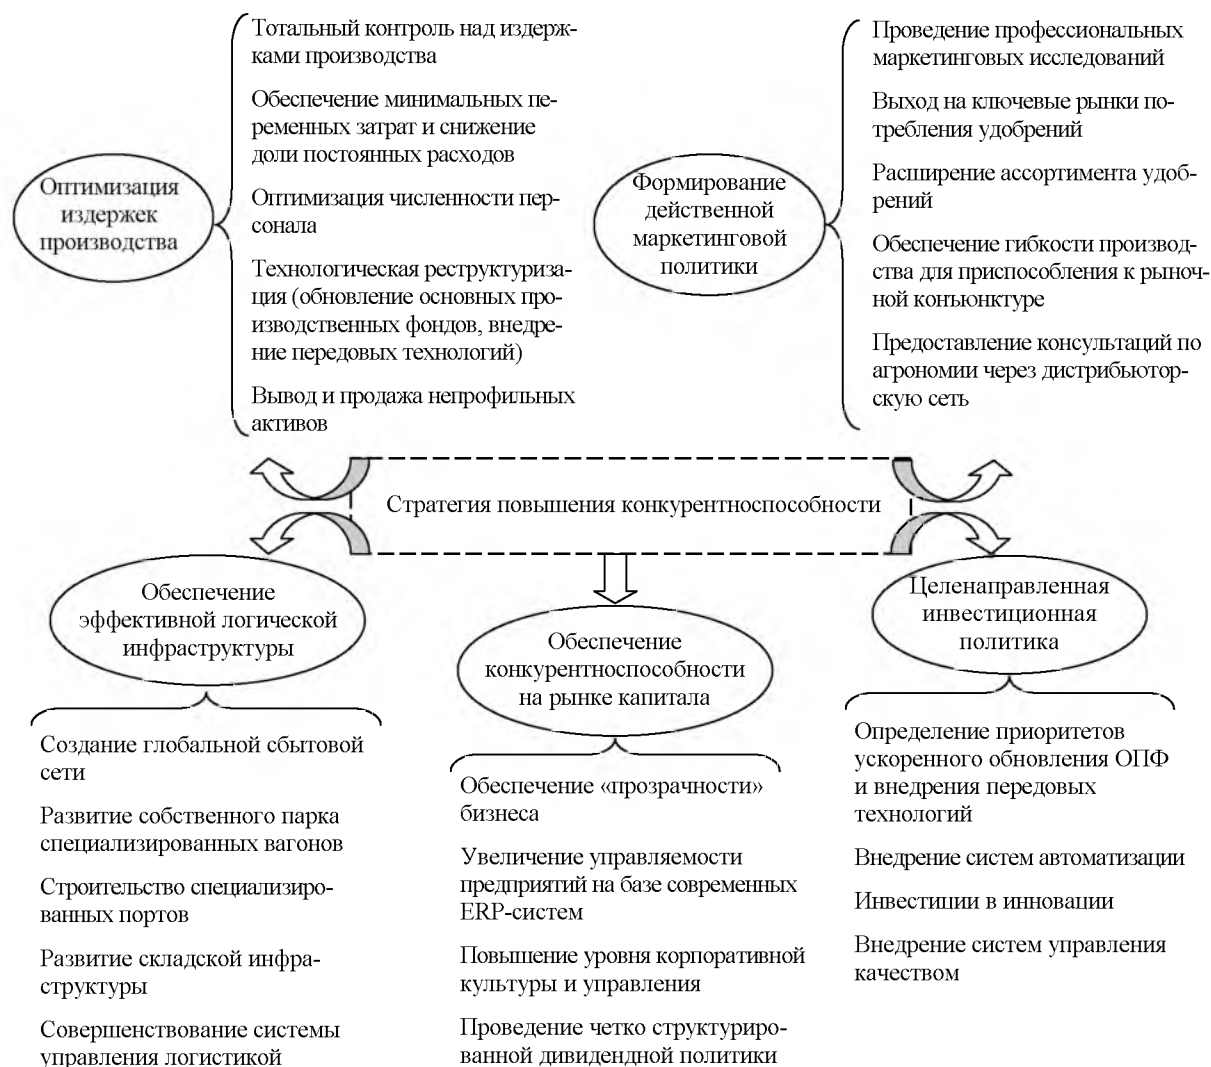 Оптимизация
издержек
производства
Тотальный контроль над издерж-
ками производства
Обеспечение минимальных пе-
ременных затрат и снижение
доли постоянных расходов
Оптимизация численности пер-
сонала
Технологическая реструктуриза-
ция (обновление основных про-
изводственных фондов, внедре-
ние передовых технологий)
Вывод и продажа непрофильных
активов
Формирование
действенной
маркетинговой
политики
Проведение профессиональных
маркетинговых исследований
Выход на ключевые рынки по-
требления удобрений
Расширение ассортимента удоб-
рений
Обеспечение гибкости производ-
ства для приспособления к рыноч-
ной конъюнктуре
Предоставление консультаций по
агрономии через дистрибьютор-
скую сеть
Стратегия повышения конкурентноспособности
Обеспечение
эффективной логической
инфраструктуры
Создание глобальной сбытовой
сети
Развитие собственного парка
специализированных вагонов
Строительство специализиро-
ванных портов
Развитие складской инфра-
структуры
Совершенствование системы
управления логистикой
Обеспечение
конкурентноспособности
на рынке капитала
Обеспечение «прозрачности»
бизнеса
Увеличение управляемости
предприятий на базе современных
ERP-систем
Повышение уровня корпоративной
культуры и управления
Проведение четко структуриро-
ванной дивидендной политики
Целенаправленная
инвестиционная
политика
Определение приоритетов
ускоренного обновления ОПФ
и внедрения передовых
технологий
Внедрение систем автоматизации
Инвестиции в инновации
Внедрение систем управления
качеством